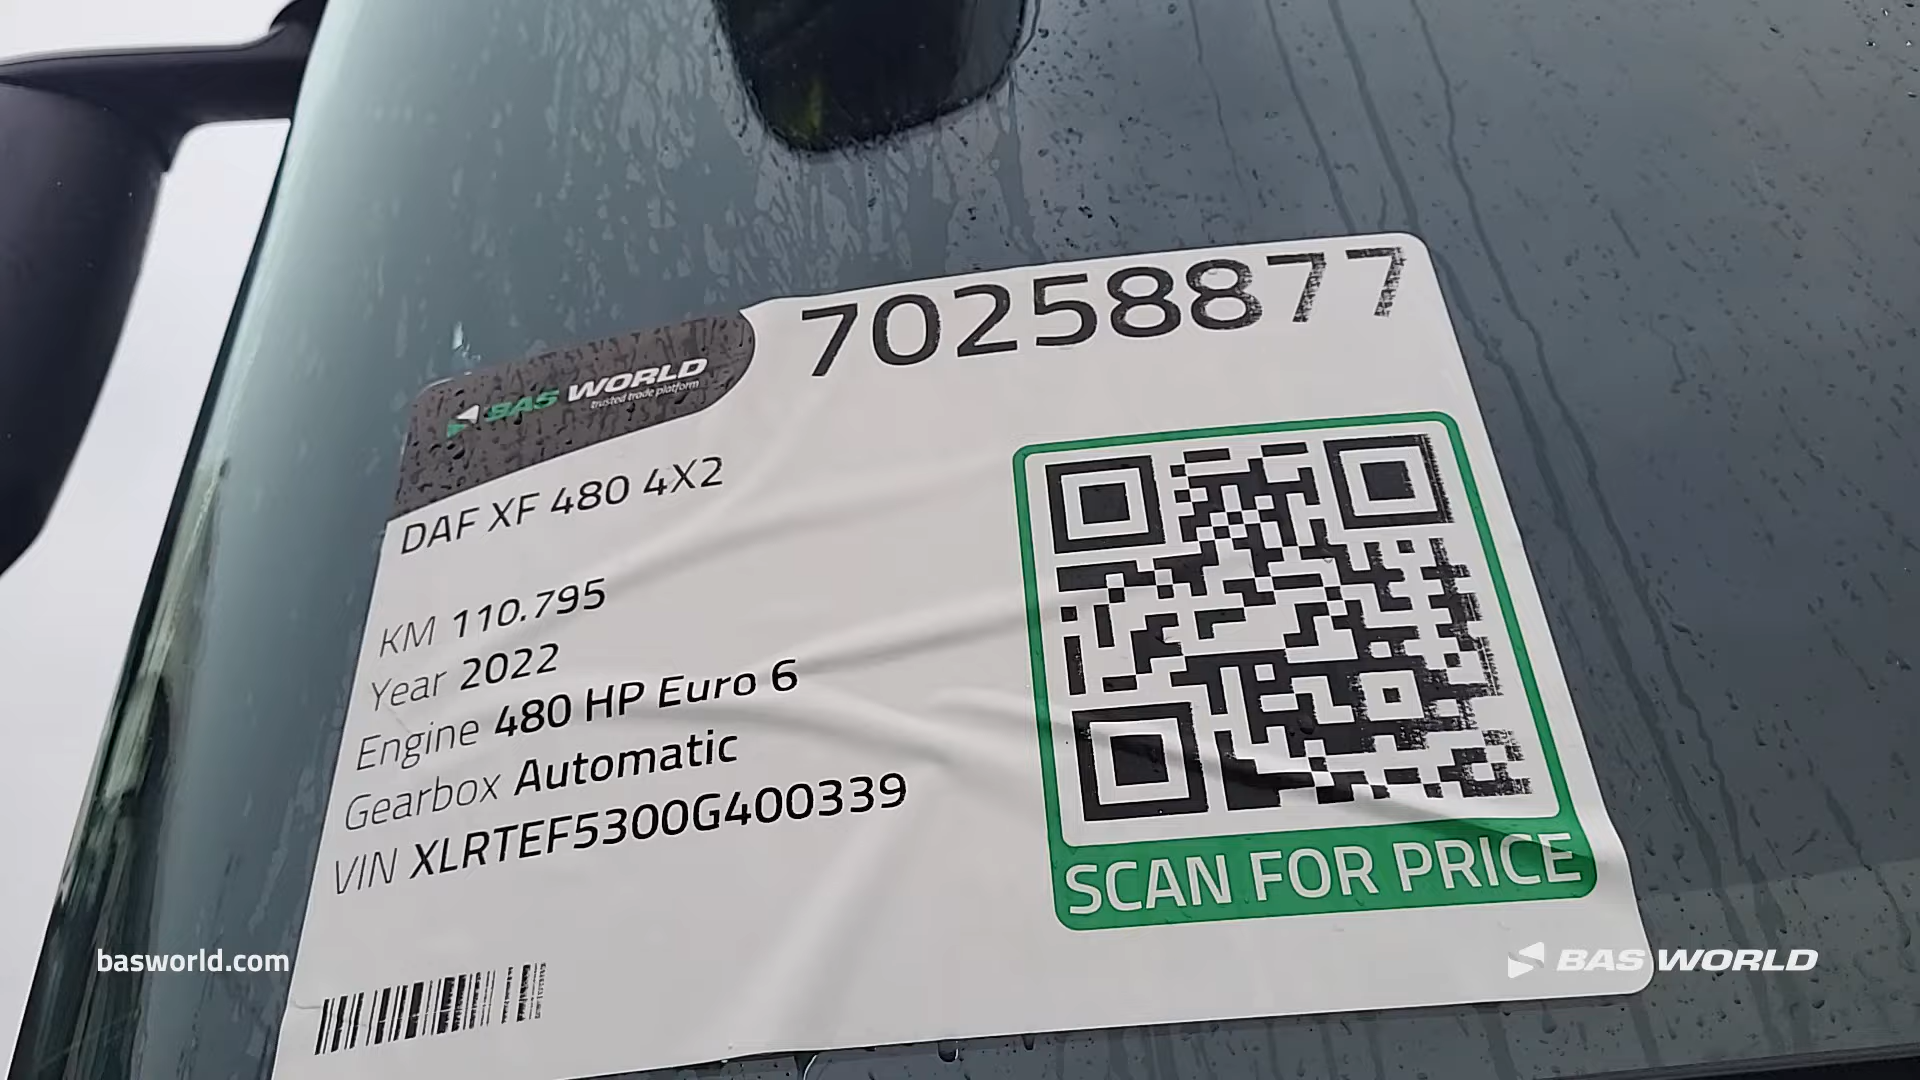 70258877
BAS WORLD
trusted trade platform
DAF XF 480 4X2
KM 110.795
Year 2022
Engine 480 HP Euro 6
Gearbox Automatic
VIN XLRTEF5300G400339
SCAN FOR PRICE
basworld.com
BAS WORLD